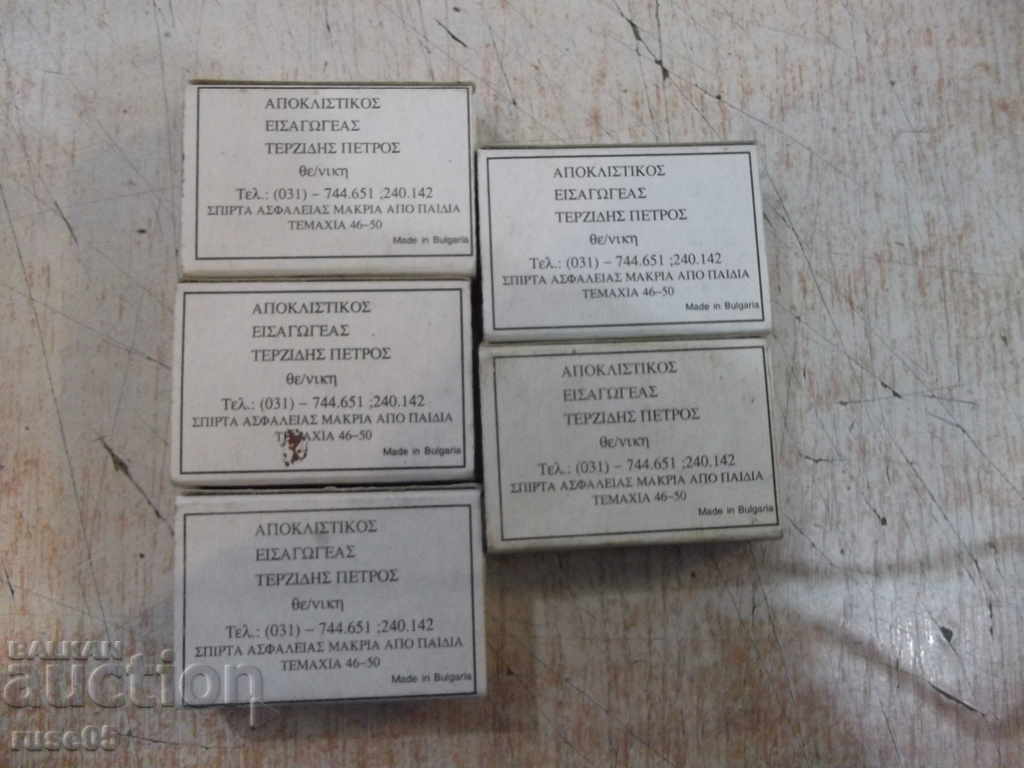 ΑΠΟΚΛΙΣΤΙΚΟΣ
ΕΙΣΑΓΩΓΕΑΣ
ΤΕΡΖΙΔΗΣ ΠΕΤΡΟΣ
θε/νικη
Τελ.: (031) – 744.651 ;240.142
ΣΠΙΡΤΑ ΑΣΦΑΛΕΙΑΣ ΜΑΚΡΙΑ ΑΠΟ ΠΑΙΔΙΑ
ΤΕΜΑΧΙΑ 46–50
Made in Bulgaria
ΑΠΟΚΛΙΣΤΙΚΟΣ
ΕΙΣΑΓΩΓΕΑΣ
ΤΕΡΖΙΔΗΣ ΠΕΤΡΟΣ
θε/νικη
Τελ.: (031) – 744.651 ;240.142
ΣΠΙΡΤΑ ΑΣΦΑΛΕΙΑΣ ΜΑΚΡΙΑ ΑΠΟ ΠΑΙΔΙΑ
ΤΕΜΑΧΙΑ 46–50
Made in Bulgaria
ΑΠΟΚΛΙΣΤΙΚΟΣ
ΕΙΣΑΓΩΓΕΑΣ
ΤΕΡΖΙΔΗΣ ΠΕΤΡΟΣ
θε/νικη
Τελ.: (031) – 744.651 ;240.142
ΣΠΙΡΤΑ ΑΣΦΑΛΕΙΑΣ ΜΑΚΡΙΑ ΑΠΟ ΠΑΙΔΙΑ
ΤΕΜΑΧΙΑ 46–50
Made in Bulgaria
ΑΠΟΚΛΙΣΤΙΚΟΣ
ΕΙΣΑΓΩΓΕΑΣ
ΤΕΡΖΙΔΗΣ ΠΕΤΡΟΣ
θε/νικη
Τελ.: (031) – 744.651 ;240.142
ΣΠΙΡΤΑ ΑΣΦΑΛΕΙΑΣ ΜΑΚΡΙΑ ΑΠΟ ΠΑΙΔΙΑ
ΤΕΜΑΧΙΑ 46–50
Made in Bulgaria
ΑΠΟΚΛΙΣΤΙΚΟΣ
ΕΙΣΑΓΩΓΕΑΣ
ΤΕΡΖΙΔΗΣ ΠΕΤΡΟΣ
θε/νικη
Τελ.: (031) – 744.651 ;240.142
ΣΠΙΡΤΑ ΑΣΦΑΛΕΙΑΣ ΜΑΚΡΙΑ ΑΠΟ ΠΑΙΔΙΑ
ΤΕΜΑΧΙΑ 46–50
Made in Bulgaria
BALKAN
auction
ruse05